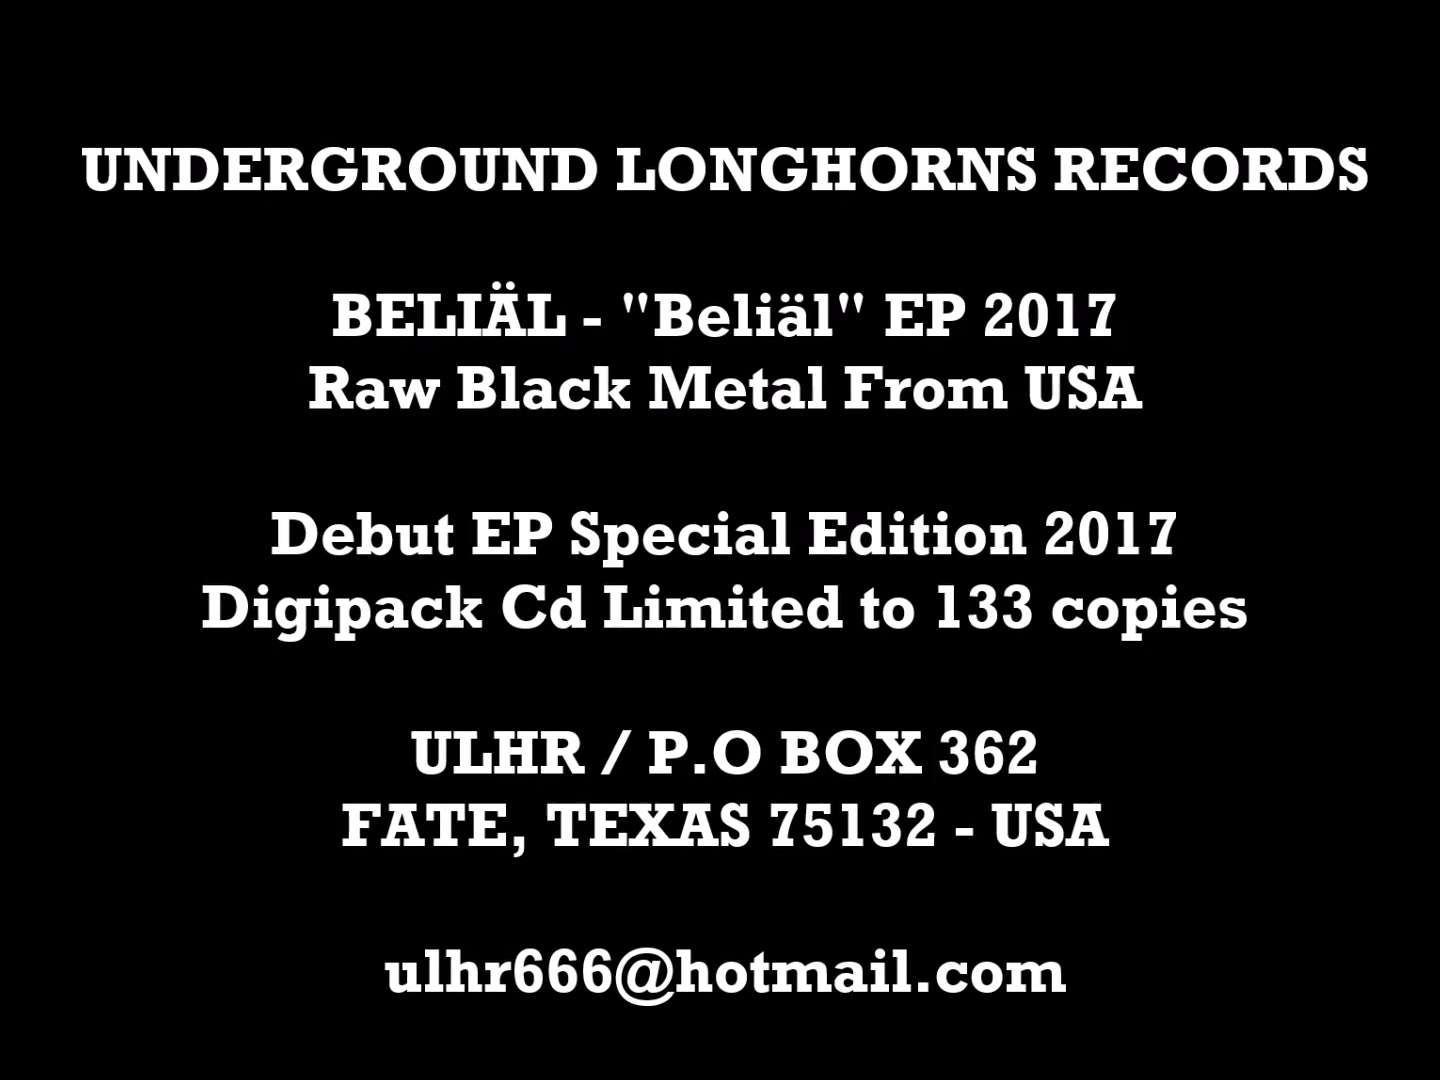 UNDERGROUND LONGHORNS RECORDS
BELIÄL - "Beliäl" EP 2017
Raw Black Metal From USA
Debut EP Special Edition 2017
Digipack Cd Limited to 133 copies
ULHR / P.O BOX 362
FATE, TEXAS 75132 - USA
ulhr666@hotmail.com